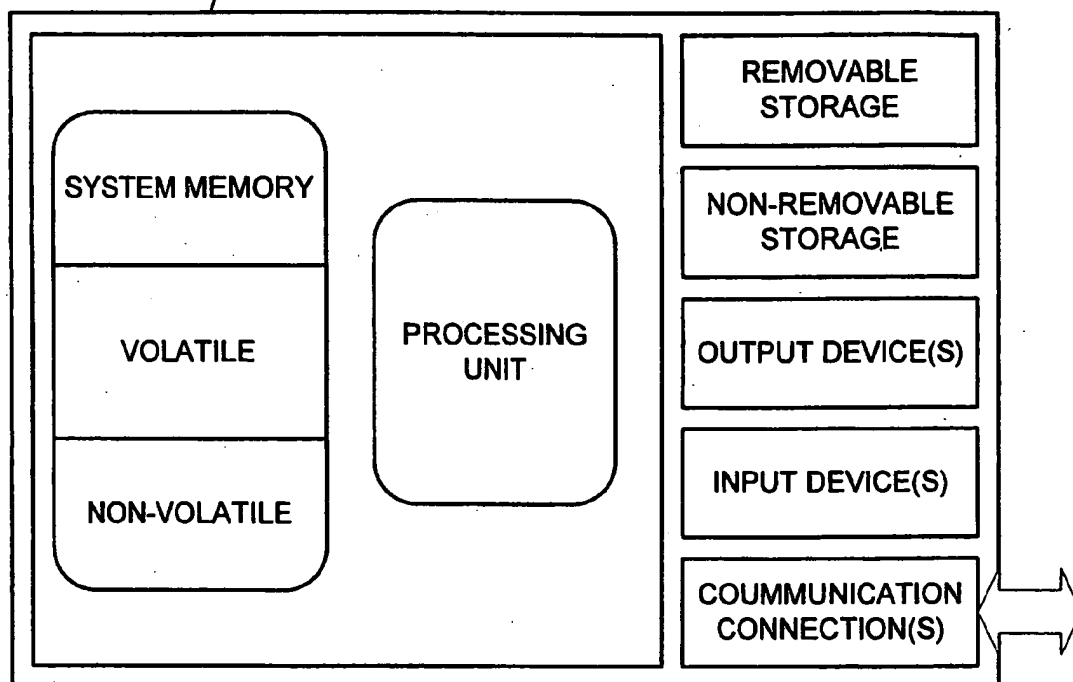 SYSTEM MEMORY
VOLATILE
NON-VOLATILE
PROCESSING
UNIT
REMOVABLE
STORAGE
NON-REMOVABLE
STORAGE
OUTPUT DEVICE(S)
INPUT DEVICE(S)
COUMMUNICATION
CONNECTION(S)